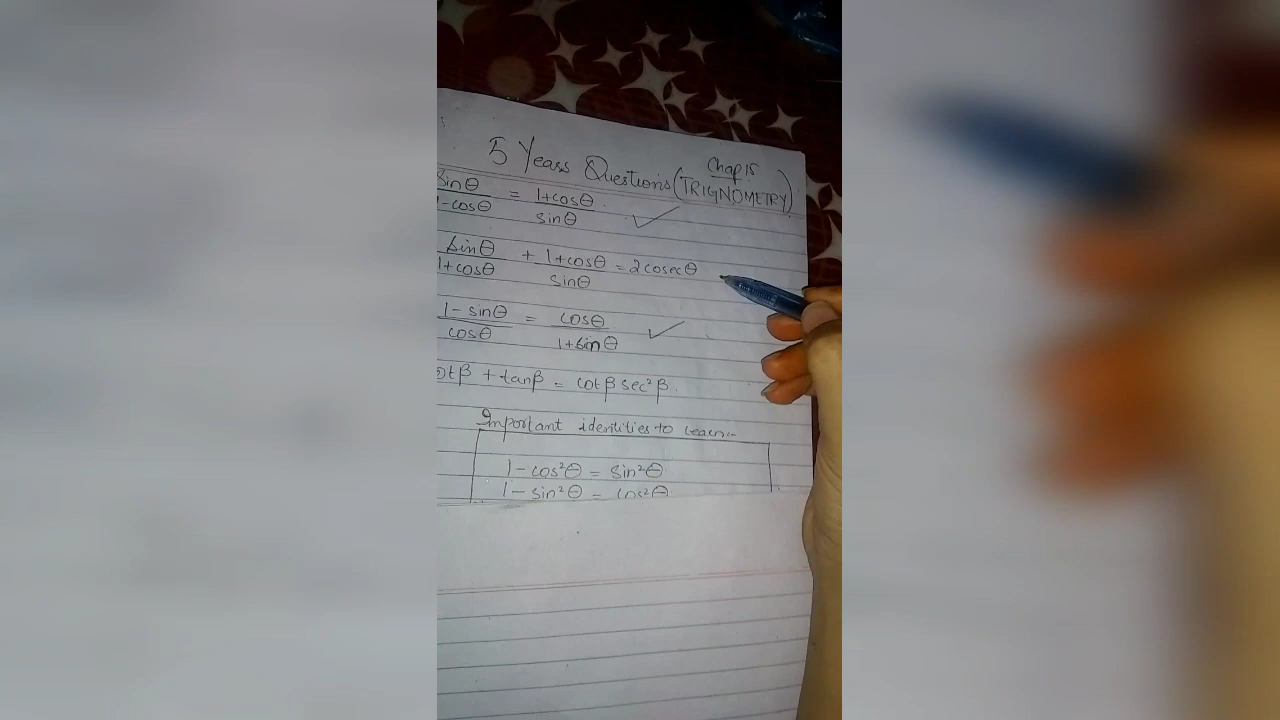 5 Years Questions (Chap 15 TRIGNOMETRY)
sinθ/1-cosθ = 1+cosθ/sinθ.
sinθ/1+cosθ + 1+cosθ/sinθ = 2cosecθ
1-sinθ/cosθ = cosθ/1+sinθ
otβ + tanβ = cotβ sec²β.
Important identities to learn:-
1-cos²θ = sin²θ
1-sin²θ = cos²θ